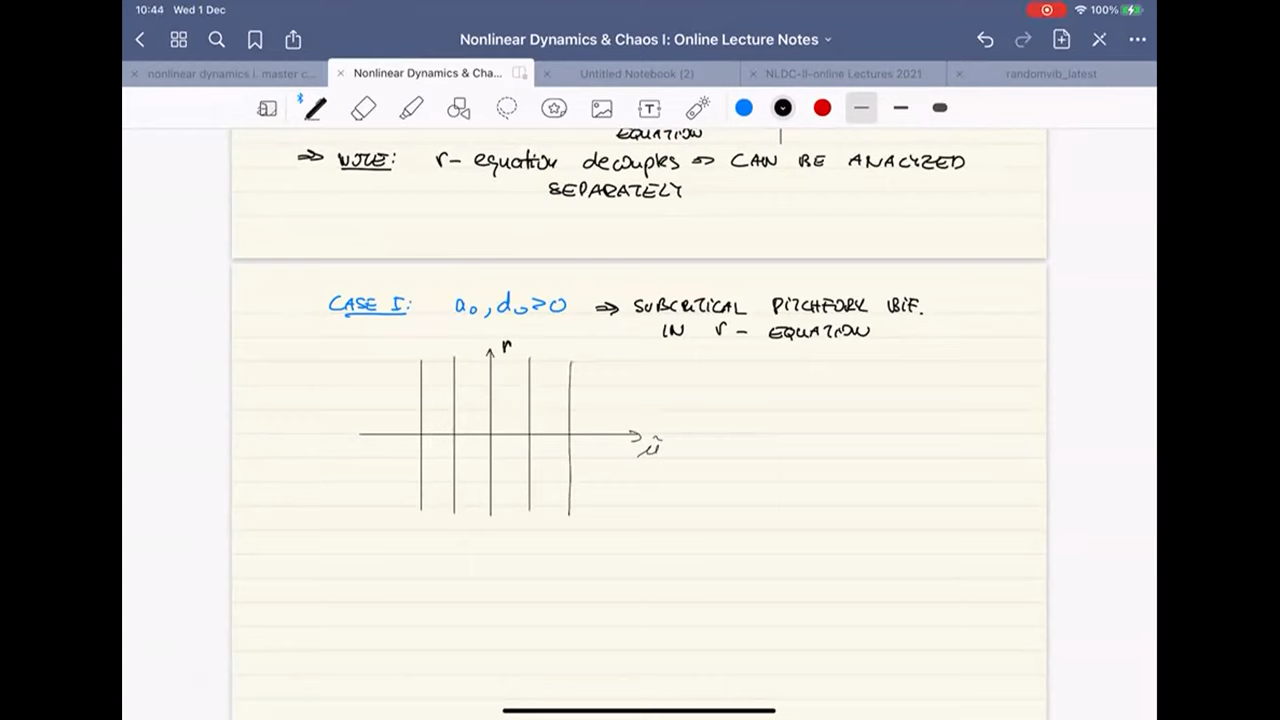 10:44 Wed 1 Dec
100%
Nonlinear Dynamics & Chaos I: Online Lecture Notes
nonlinear dynamics i. master c...
Nonlinear Dynamics & Cha...
Untitled Notebook (2)
NLDC-II-online Lectures 2021
randomvib_latest
EQUATION
⇒ NOTE: r- equation decouples ⇒ CAN BE ANALYZED
SEPARATELY
CASE I: a₀, d₀>0 ⇒ SUBCRITICAL PITCHFORK BIF.
IN r- EQUATION
r
μ̃